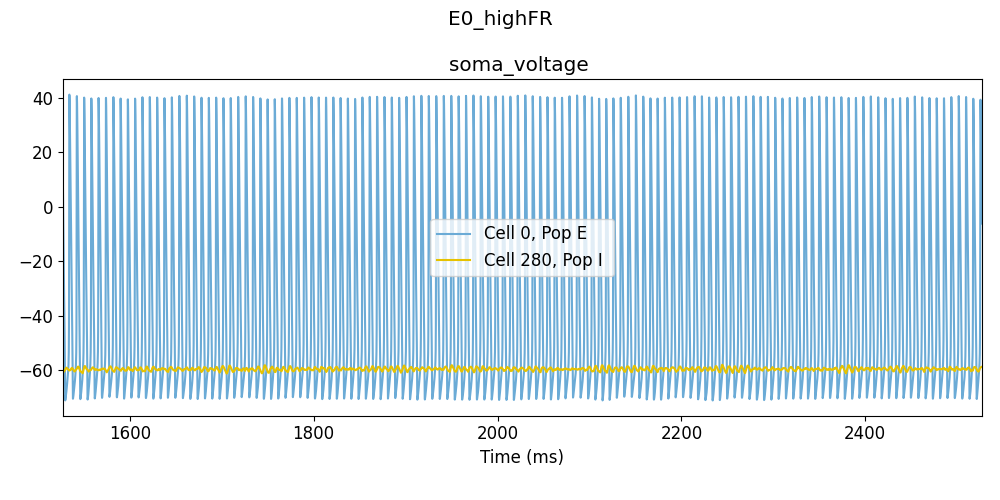 E0_highFR
soma_voltage
40
20
0
−20
−40
−60
Cell 0, Pop E
Cell 280, Pop I
1600
1800
2000
2200
2400
Time (ms)